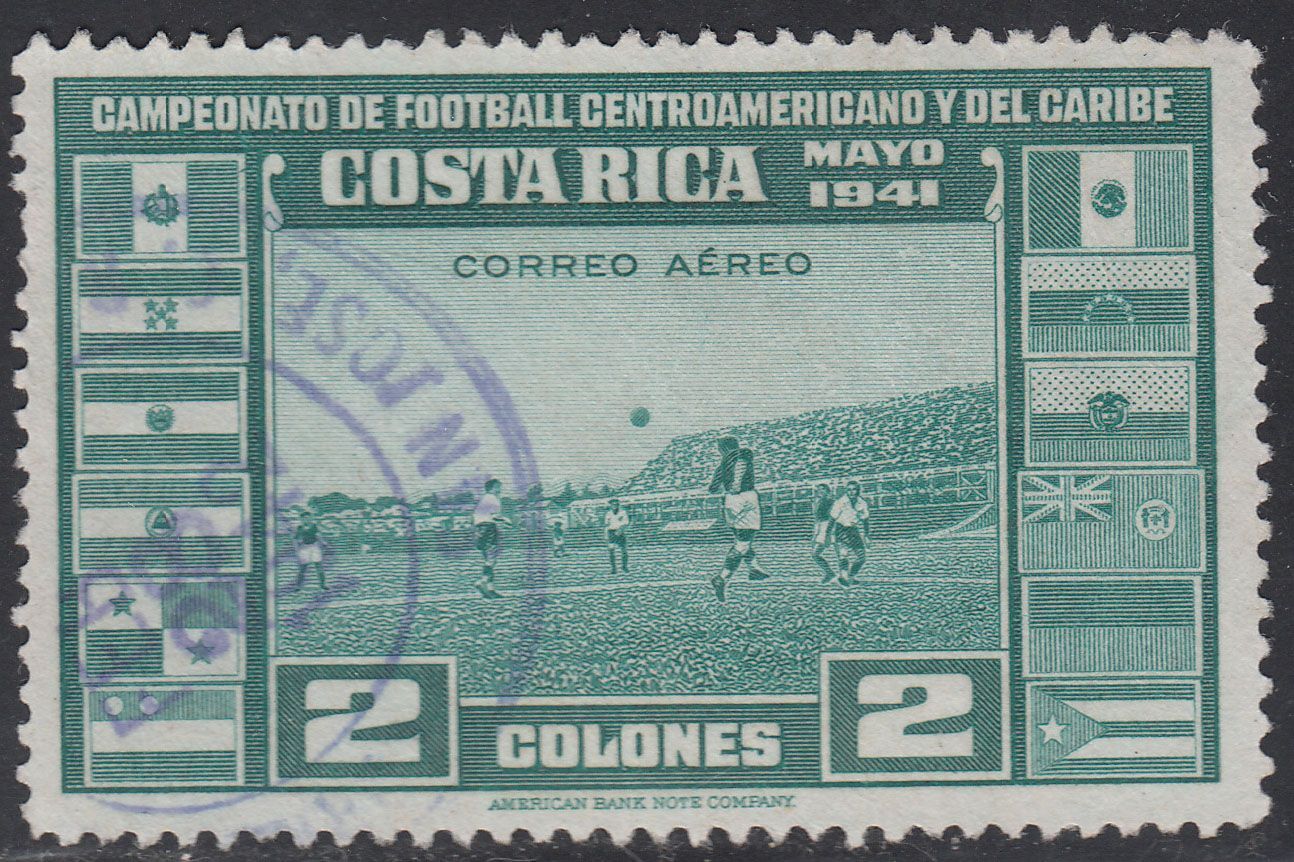 CAMPEONATO DE FOOTBALL CENTROAMERICANO Y DEL CARIBE
COSTA RICA MAYO 1941
CORREO AÉREO
N JOSE,
2 COLONES 2
AMERICAN BANK NOTE COMPANY.